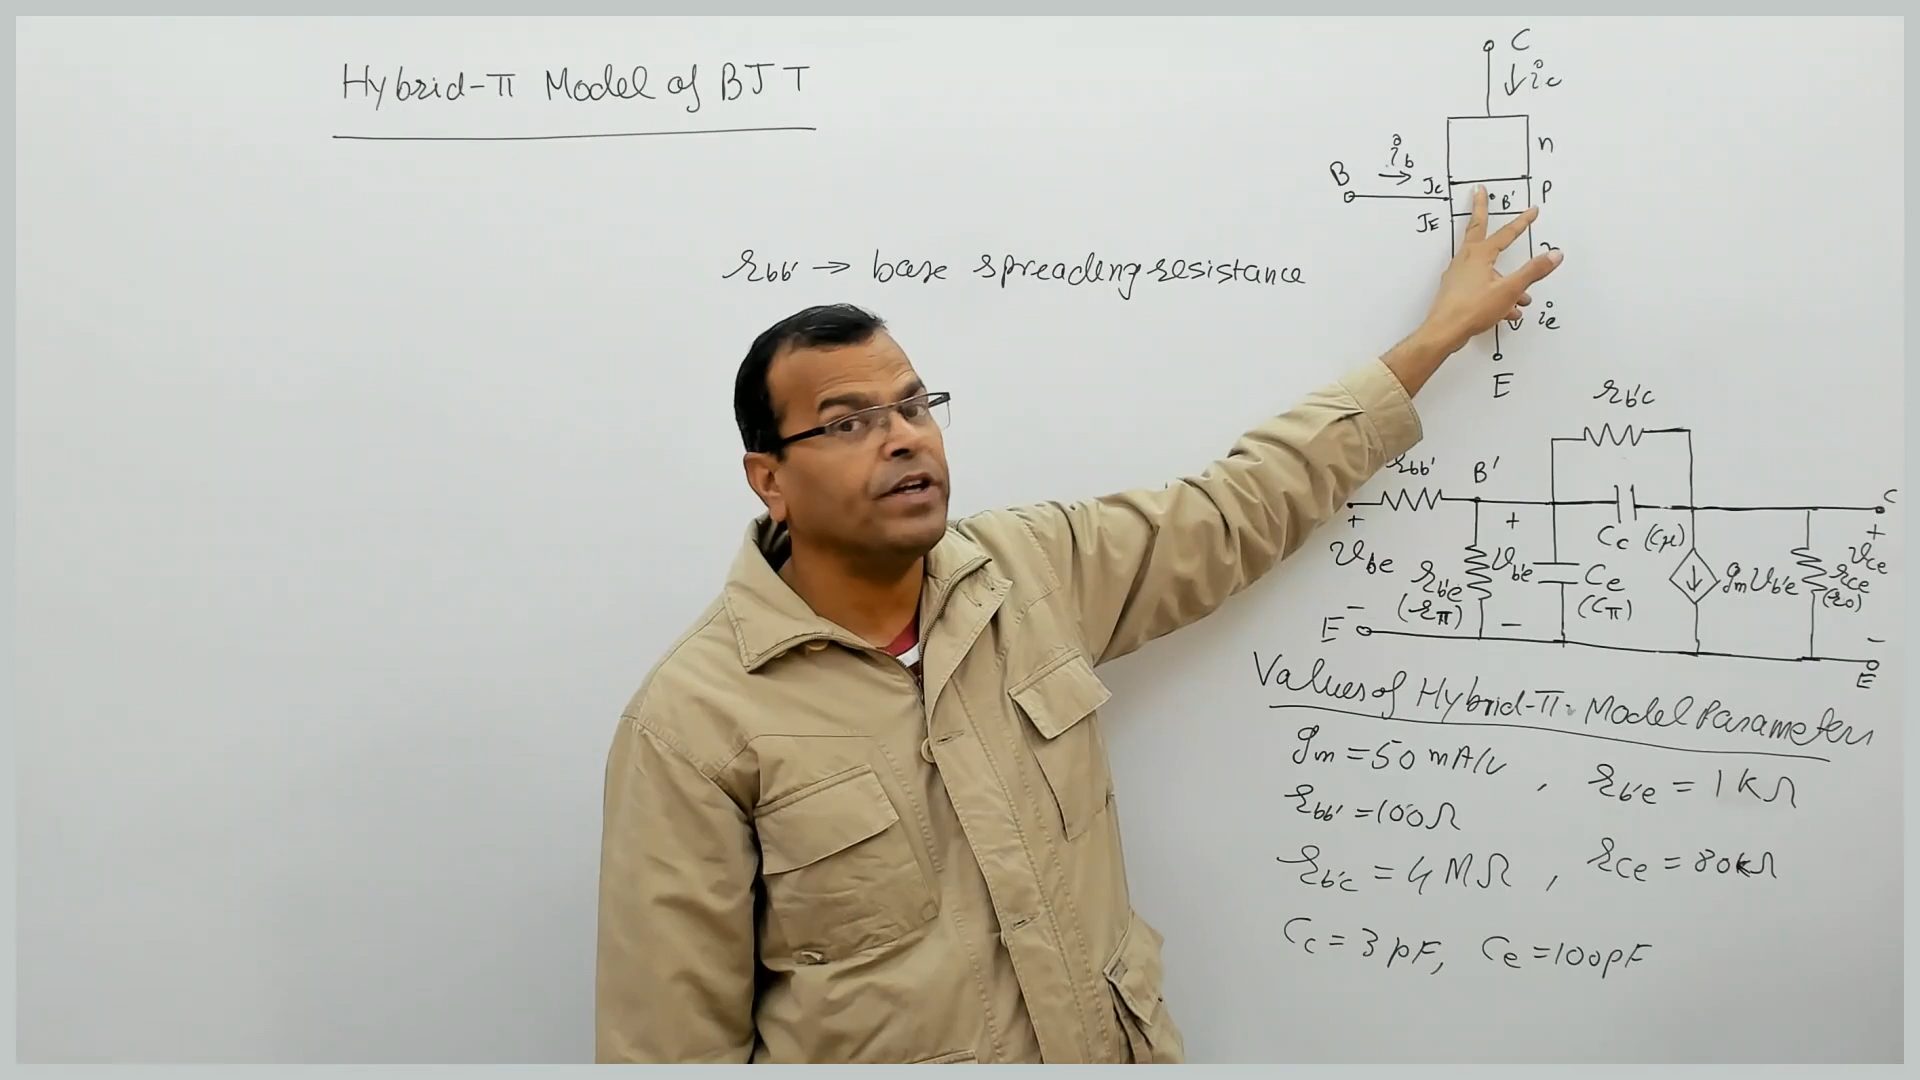 Hybrid-π Model of BJT
C
ic
n
ib
B
Jc
B'
P
JE
rbb' → base spreading resistance
ie
E
rb'c
rbb'
B'
C
+
+
+
Cc (Cμ)
vbe
rb'e
(rπ)
vb'e
Ce
(Cπ)
gm vb'e
rce
(ro)
vce
−
−
−
E
E
Values of Hybrid-π Model Parameters
gm = 50 mA/V , rb'e = 1 kΩ
rbb' = 100 Ω
rb'c = 4 MΩ , rce = 80 kΩ
Cc = 3 pF, Ce = 100 pF